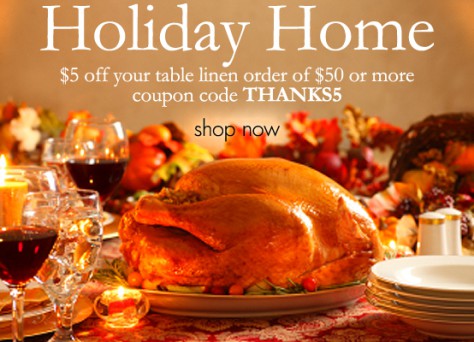 Holiday Home
$5 off your table linen order of $50 or more
coupon code THANKS5
shop now